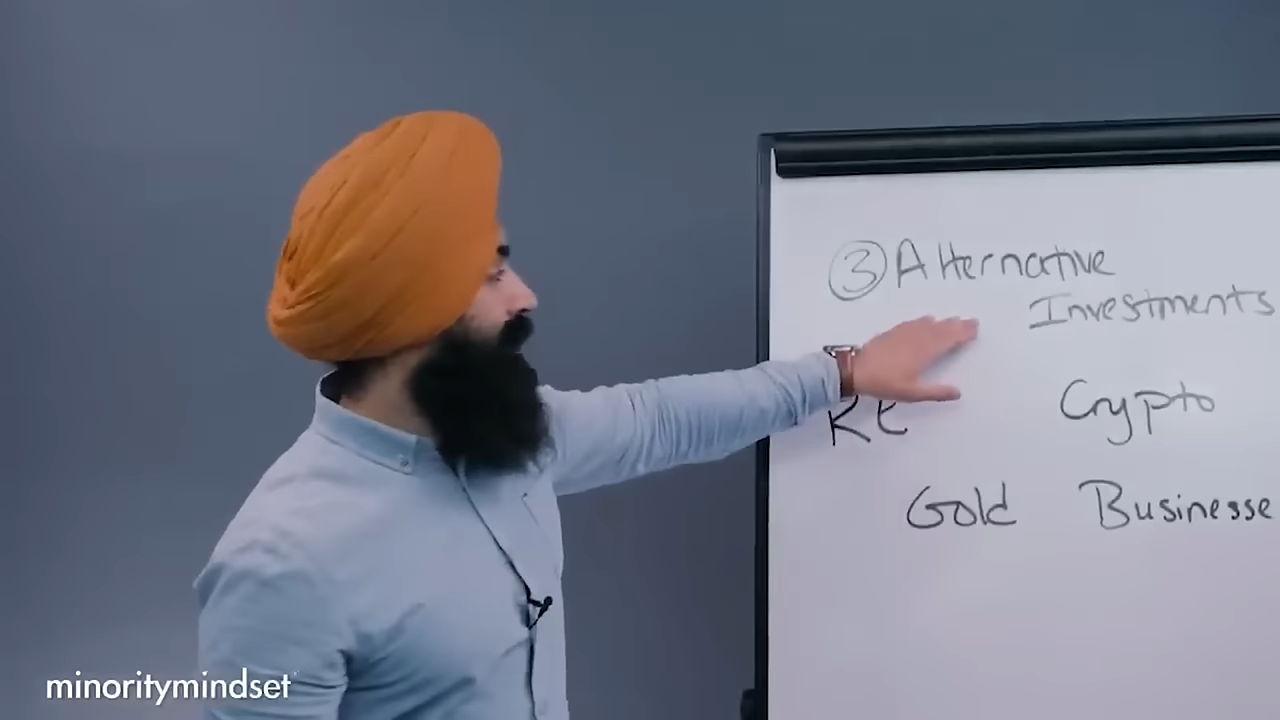 ③ Alternative
Investments
RE Crypto
Gold Businesse
minoritymindset